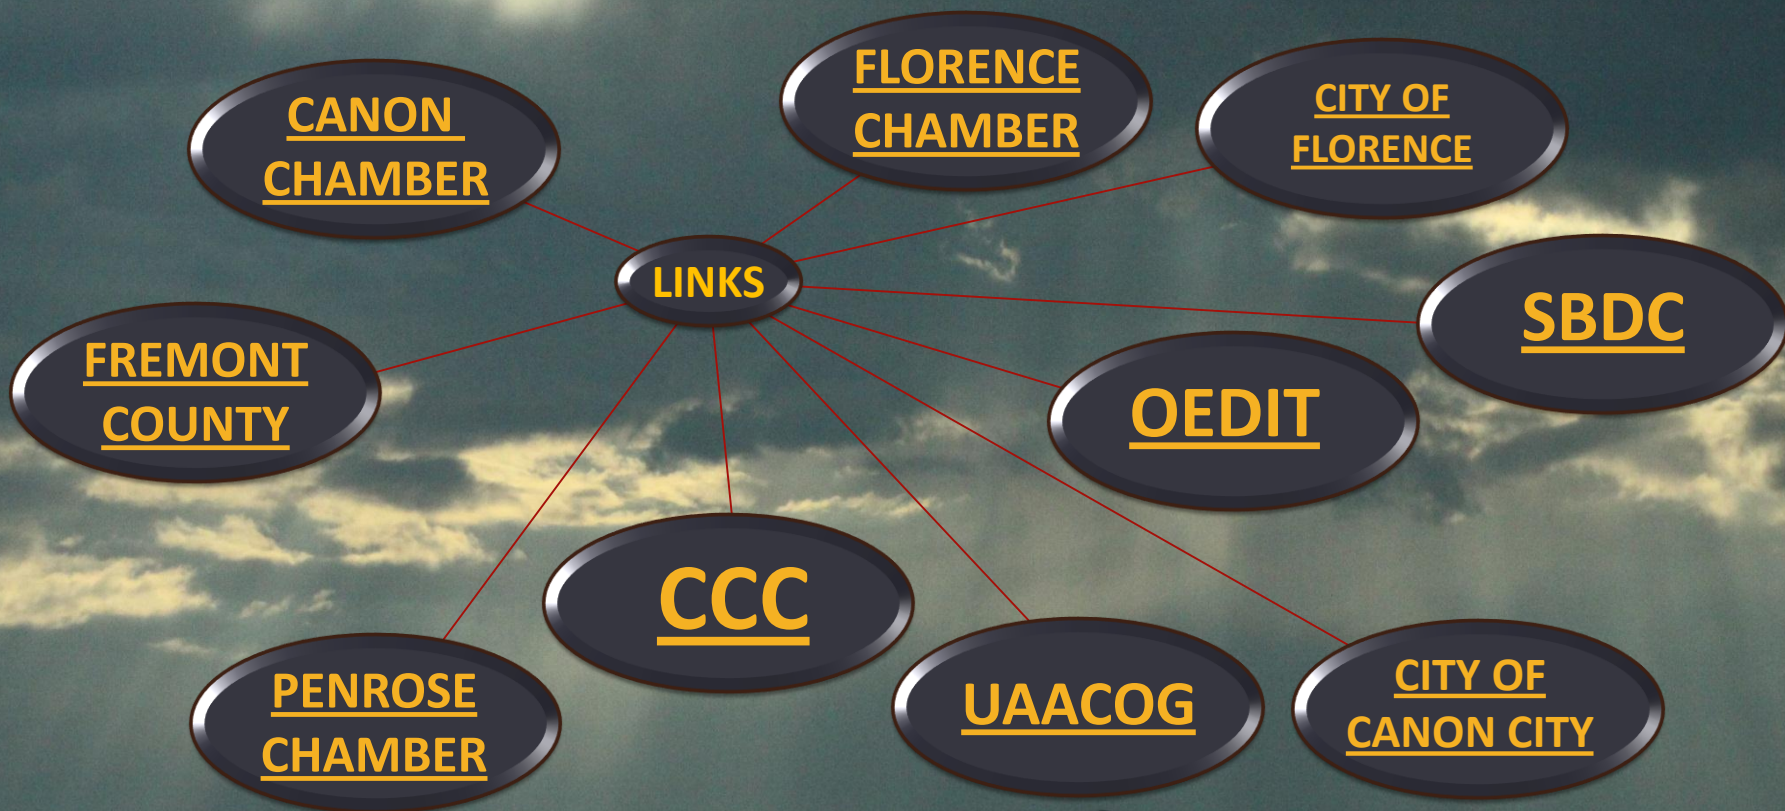 FLORENCE
CHAMBER
CITY OF
FLORENCE
CANON
CHAMBER
LINKS
SBDC
FREMONT
COUNTY
OEDIT
CCC
PENROSE
CHAMBER
UAACOG
CITY OF
CANON CITY